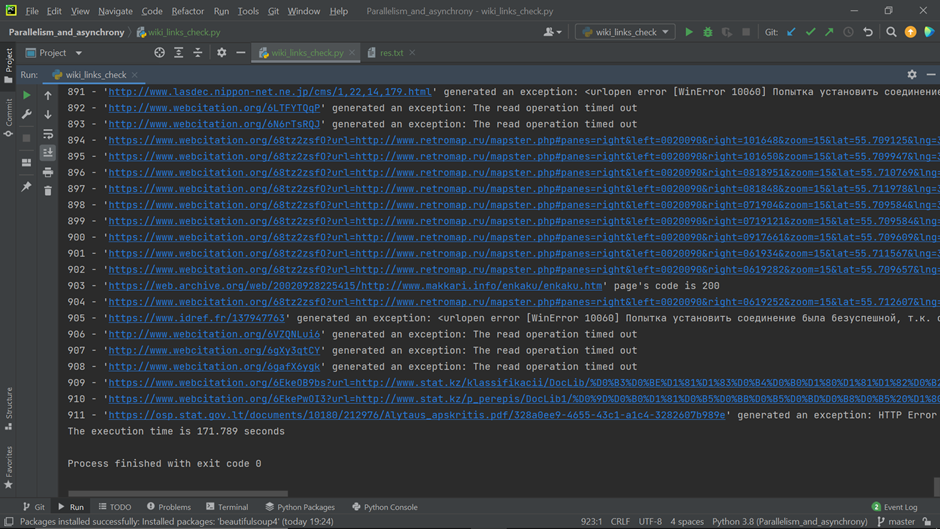 File Edit View Navigate Code Refactor Run Tools Git Window Help Parallelism_and_asynchrony - wiki_links_check.py
Parallelism_and_asynchrony wiki_links_check.py wiki_links_check Git:
Project wiki_links_check.py res.txt
Run: wiki_links_check
891 - 'http://www.lasdec.nippon-net.ne.jp/cms/1,22,14,179.html' generated an exception: <urlopen error [WinError 10060] Попытка установить соединение
892 - 'http://www.webcitation.org/6LTFYTQqP' generated an exception: The read operation timed out
893 - 'http://www.webcitation.org/6N6rTsRQJ' generated an exception: The read operation timed out
894 - 'https://www.webcitation.org/68tz2zsfO?url=http://www.retromap.ru/mapster.php#panes=right&left=0020090&right=101648&zoom=15&lat=55.709125&lng=3
895 - 'https://www.webcitation.org/68tz2zsfO?url=http://www.retromap.ru/mapster.php#panes=right&left=0020090&right=101650&zoom=15&lat=55.709947&lng=3
896 - 'https://www.webcitation.org/68tz2zsfO?url=http://www.retromap.ru/mapster.php#panes=right&left=0020090&right=0818951&zoom=15&lat=55.710769&lng=
897 - 'https://www.webcitation.org/68tz2zsfO?url=http://www.retromap.ru/mapster.php#panes=right&left=0020090&right=081848&zoom=15&lat=55.711978&lng=3
898 - 'https://www.webcitation.org/68tz2zsfO?url=http://www.retromap.ru/mapster.php#panes=right&left=0020090&right=071904&zoom=15&lat=55.709584&lng=3
899 - 'https://www.webcitation.org/68tz2zsfO?url=http://www.retromap.ru/mapster.php#panes=right&left=0020090&right=0719121&zoom=15&lat=55.709584&lng=
900 - 'https://www.webcitation.org/68tz2zsfO?url=http://www.retromap.ru/mapster.php#panes=right&left=0020090&right=0917661&zoom=15&lat=55.709609&lng=
901 - 'https://www.webcitation.org/68tz2zsfO?url=http://www.retromap.ru/mapster.php#panes=right&left=0020090&right=061934&zoom=15&lat=55.711567&lng=3
902 - 'https://www.webcitation.org/68tz2zsfO?url=http://www.retromap.ru/mapster.php#panes=right&left=0020090&right=0619282&zoom=15&lat=55.709657&lng=
903 - 'https://web.archive.org/web/20020928225415/http://www.makkari.info/enkaku/enkaku.htm' page's code is 200
904 - 'https://www.webcitation.org/68tz2zsfO?url=http://www.retromap.ru/mapster.php#panes=right&left=0020090&right=0619252&zoom=15&lat=55.712607&lng=
905 - 'https://www.idref.fr/137947763' generated an exception: <urlopen error [WinError 10060] Попытка установить соединение была безуспешной, т.к. о
906 - 'http://www.webcitation.org/6VZQNLui6' generated an exception: The read operation timed out
907 - 'http://www.webcitation.org/6gXy3qtCY' generated an exception: The read operation timed out
908 - 'http://www.webcitation.org/6gafX6ygk' generated an exception: The read operation timed out
909 - 'https://www.webcitation.org/6EkeOB9bs?url=http://www.stat.kz/klassifikacii/DocLib/%D0%B3%D0%BE%D1%81%D1%83%D0%B4%D0%B0%D1%80%D1%81%D1%82%D0%B
910 - 'https://www.webcitation.org/6EkePwOI3?url=http://www.stat.kz/p_perepis/DocLib1/%D0%9D%D0%B0%D1%81%D0%B5%D0%BB%D0%B5%D0%BD%D0%B8%D0%B5%20%D1%80
911 - 'https://osp.stat.gov.lt/documents/10180/212976/Alytaus_apskritis.pdf/328a0ee9-4655-43c1-a1c4-3282607b989e' generated an exception: HTTP Error
The execution time is 171.789 seconds
Process finished with exit code 0
Project
Commit
Structure
Favorites
Git Run TODO Problems Terminal Python Packages Python Console 2 Event Log
Packages installed successfully: Installed packages: 'beautifulsoup4' (today 19:24) 923:1 CRLF UTF-8 4 spaces Python 3.8 (Parallelism_and_asynchrony) master